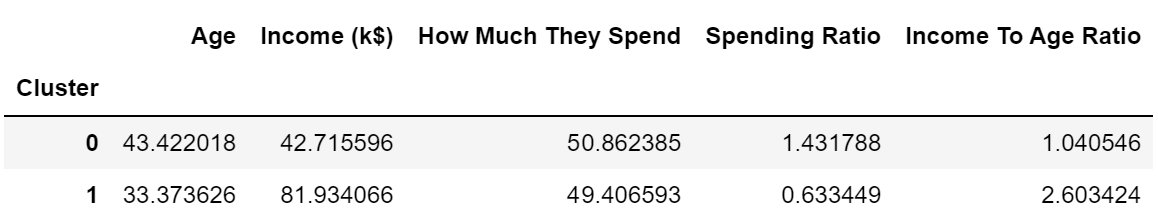 Age Income (k$) How Much They Spend Spending Ratio Income To Age Ratio
Cluster
0 43.422018 42.715596 50.862385 1.431788 1.040546
1 33.373626 81.934066 49.406593 0.633449 2.603424